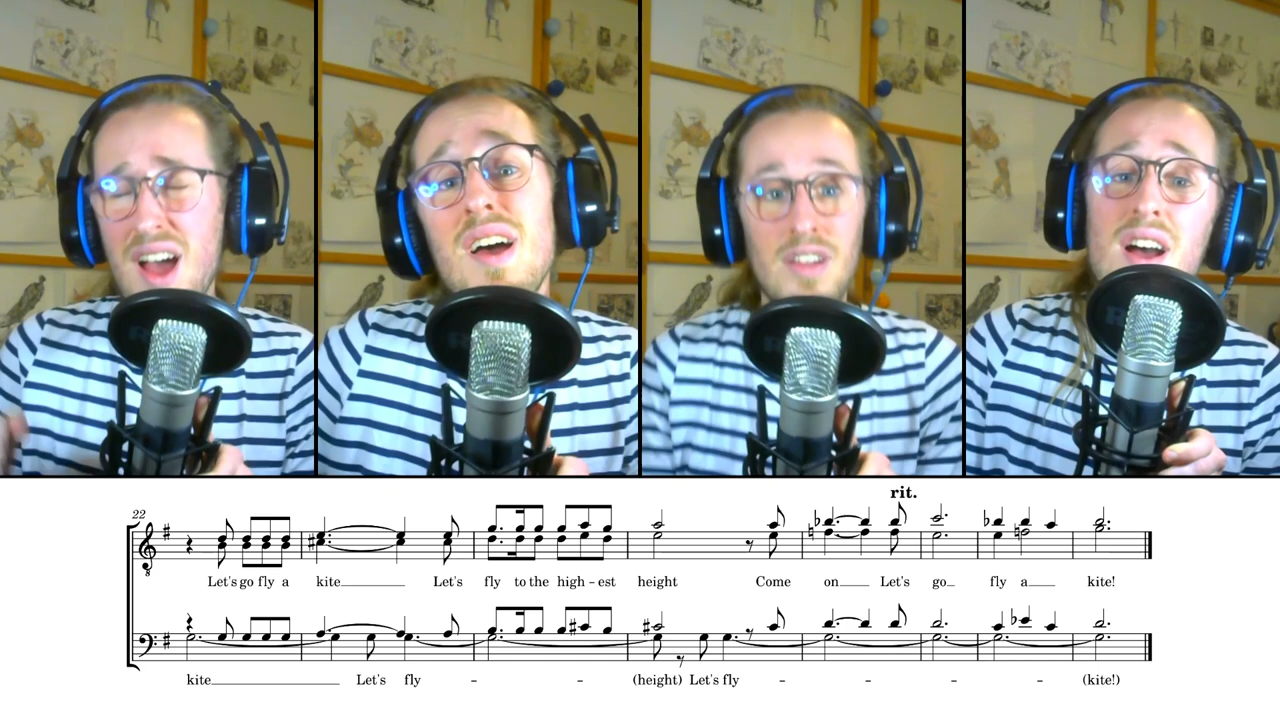 rit.
22
8
Let's go fly a kite Let's fly to the high - est height Come on Let's go fly a kite!
kite Let's fly - - (height) Let's fly - - - - (kite!)